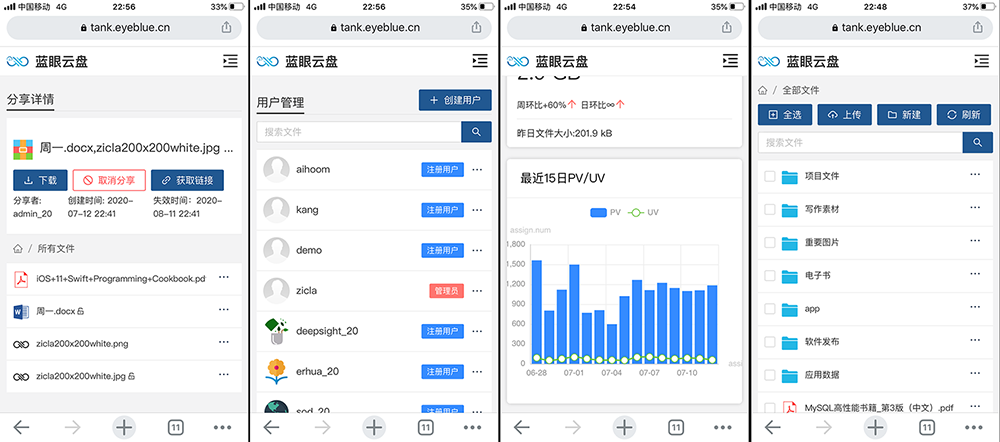 中国移动 4G 22:56 33%
tank.eyeblue.cn
蓝眼云盘
分享详情
周一.docx,zicla200x200white.jpg ...
下载 取消分享 获取链接
分享者: 创建时间: 2020- 失效时间: 2020-
admin_20 07-12 22:41 08-11 22:41
/ 所有文件
iOS+11+Swift+Programming+Cookbook.pd
周一.docx
zicla200x200white.png
zicla200x200white.jpg
11
中国移动 4G 22:56 35%
tank.eyeblue.cn
蓝眼云盘
用户管理 创建用户
搜索文件
aihoom 注册用户
kang 注册用户
demo 注册用户
zicla 管理员
deepsight_20 注册用户
erhua_20 注册用户
sod_20
11
中国移动 4G 22:54 35%
tank.eyeblue.cn
蓝眼云盘
周环比+60% 日环比∞
昨日文件大小:201.9 kB
最近15日PV/UV
PV UV
assign.num
1,800
1,500
1,200
900
600
300
0
06-28 07-01 07-04 07-07 07-10
11
中国移动 4G 22:48 37%
tank.eyeblue.cn
蓝眼云盘
/ 全部文件
全选 上传 新建 刷新
搜索文件
项目文件
写作素材
重要图片
电子书
app
软件发布
应用数据
MySQL高性能书籍_第3版（中文）.pdf
11